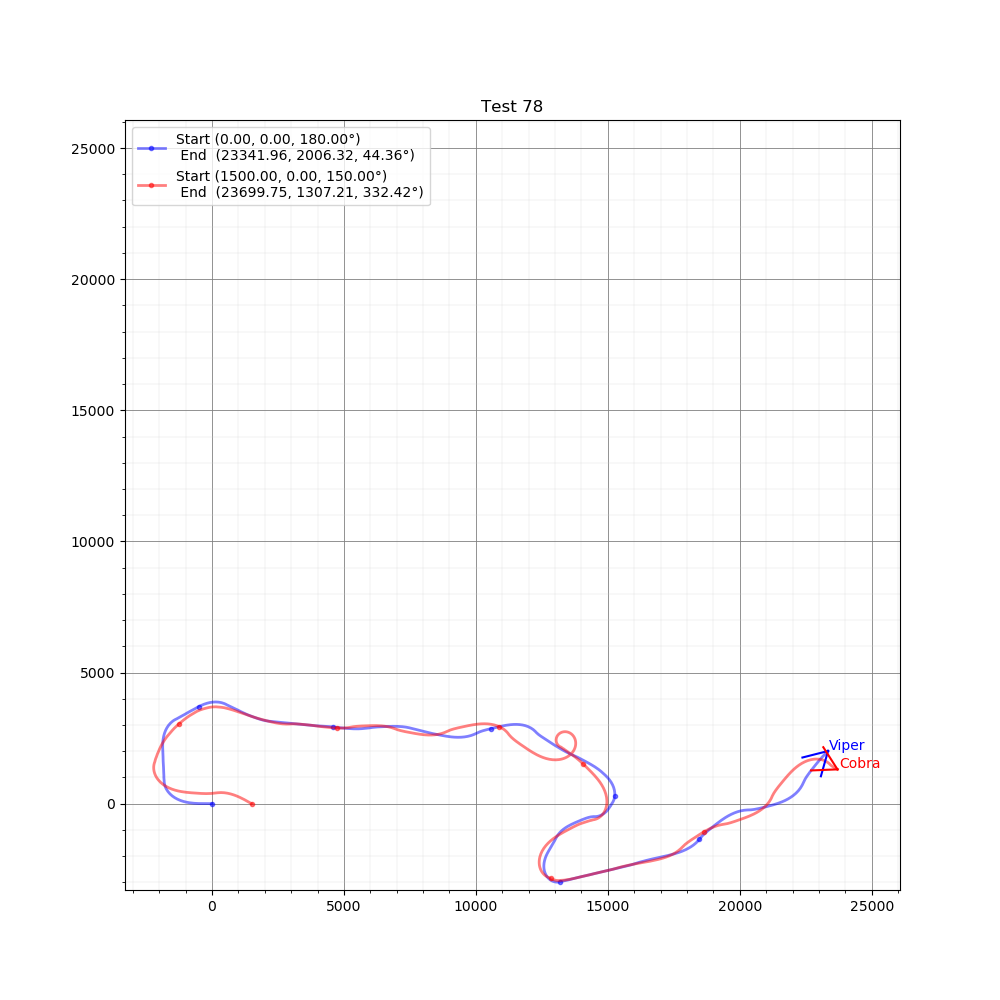 Test 78
Start (0.00, 0.00, 180.00°)
End  (23341.96, 2006.32, 44.36°)
Start (1500.00, 0.00, 150.00°)
End  (23699.75, 1307.21, 332.42°)
25000
20000
15000
10000
5000
0
Viper
Cobra
0 5000 10000 15000 20000 25000